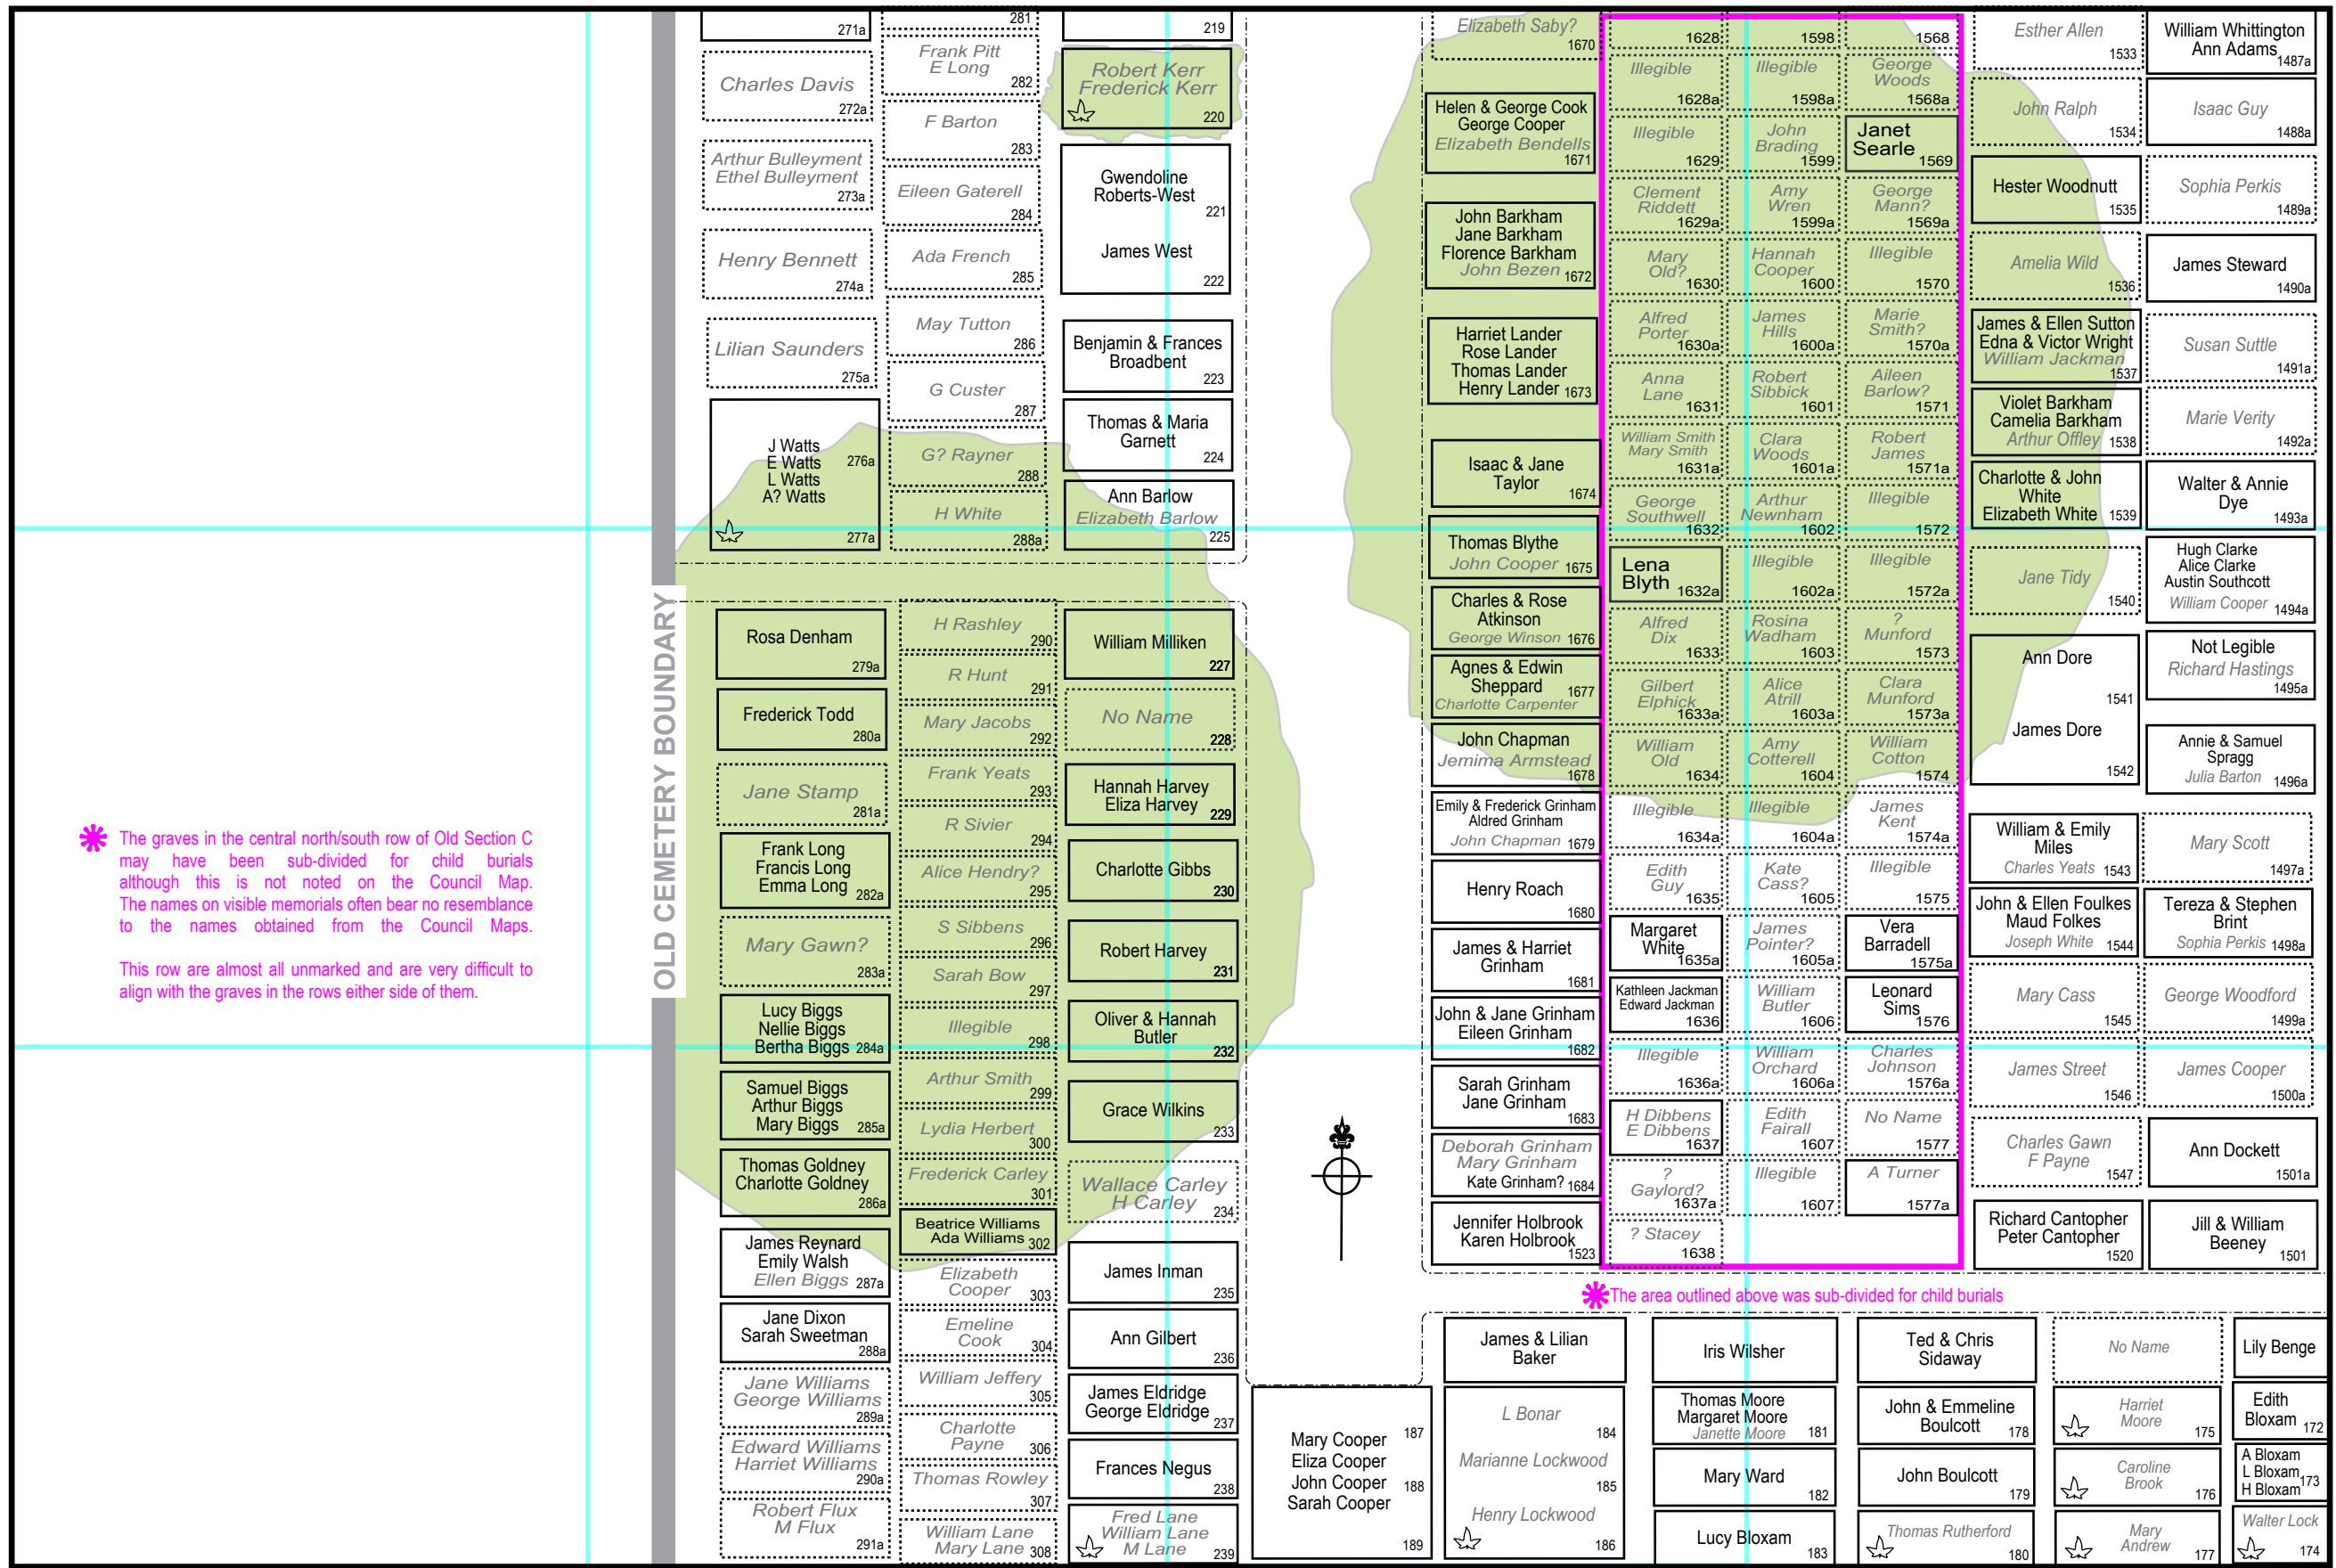 271a
Charles Davis
272a
Arthur Bulleyment
Ethel Bulleyment
273a
Henry Bennett
274a
Lilian Saunders
275a
J Watts
E Watts 276a
L Watts
A? Watts
277a
281
Frank Pitt
E Long
282
F Barton
283
Eileen Gaterell
284
Ada French
285
May Tutton
286
G Custer
287
G? Rayner
288
H White
288a
219
Robert Kerr
Frederick Kerr
220
Gwendoline
Roberts-West
221
James West
222
Benjamin & Frances
Broadbent
223
Thomas & Maria
Garnett
224
Ann Barlow
Elizabeth Barlow
225
OLD CEMETERY BOUNDARY
Rosa Denham
279a
Frederick Todd
280a
Jane Stamp
281a
Frank Long
Francis Long
Emma Long 282a
Mary Gawn?
283a
Lucy Biggs
Nellie Biggs
Bertha Biggs 284a
Samuel Biggs
Arthur Biggs
Mary Biggs 285a
Thomas Goldney
Charlotte Goldney
286a
James Reynard
Emily Walsh
Ellen Biggs 287a
Jane Dixon
Sarah Sweetman
288a
Jane Williams
George Williams
289a
Edward Williams
Harriet Williams
290a
Robert Flux
M Flux
291a
H Rashley
290
R Hunt
291
Mary Jacobs
292
Frank Yeats
293
R Sivier
294
Alice Hendry?
295
S Sibbens
296
Sarah Bow
297
Illegible
298
Arthur Smith
299
Lydia Herbert
300
Frederick Carley
301
Beatrice Williams
Ada Williams 302
Elizabeth
Cooper
303
Emeline
Cook
304
William Jeffery
305
Charlotte
Payne
306
Thomas Rowley
307
William Lane
Mary Lane 308
William Milliken
227
No Name
228
Hannah Harvey
Eliza Harvey
229
Charlotte Gibbs
230
Robert Harvey
231
Oliver & Hannah
Butler
232
Grace Wilkins
233
Wallace Carley
H Carley
234
James Inman
235
Ann Gilbert
236
James Eldridge
George Eldridge
237
Frances Negus
238
Fred Lane
William Lane
M Lane
239
The graves in the central north/south row of Old Section C
may have been sub-divided for child burials
although this is not noted on the Council Map.
The names on visible memorials often bear no resemblance
to the names obtained from the Council Maps.
This row are almost all unmarked and are very difficult to
align with the graves in the rows either side of them.
Elizabeth Saby?
1670
Helen & George Cook
George Cooper
Elizabeth Bendells
1671
John Barkham
Jane Barkham
Florence Barkham
John Bezen 1672
Harriet Lander
Rose Lander
Thomas Lander
Henry Lander 1673
Isaac & Jane
Taylor
1674
Thomas Blythe
John Cooper 1675
Charles & Rose
Atkinson
George Winson 1676
Agnes & Edwin
Sheppard 1677
Charlotte Carpenter
John Chapman
Jemima Armstead
1678
Emily & Frederick Grinham
Aldred Grinham
John Chapman 1679
Henry Roach
1680
James & Harriet
Grinham
1681
John & Jane Grinham
Eileen Grinham
1682
Sarah Grinham
Jane Grinham
1683
Deborah Grinham
Mary Grinham
Kate Grinham? 1684
Jennifer Holbrook
Karen Holbrook
1523
1628
Illegible
1628a
Illegible
1629
Clement
Riddett
1629a
Mary
Old?
1630
Alfred
Porter
1630a
Anna
Lane
1631
William Smith
Mary Smith
1631a
George
Southwell
1632
Lena
Blyth
1632a
Alfred
Dix
1633
Gilbert
Elphick
1633a
William
Old
1634
Illegible
1634a
Edith
Guy
1635
Margaret
White
1635a
Kathleen Jackman
Edward Jackman
1636
Illegible
1636a
H Dibbens
E Dibbens
1637
?
Gaylord?
1637a
? Stacey
1638
1598
Illegible
1598a
John
Brading
1599
Amy
Wren
1599a
Hannah
Cooper
1600
James
Hills
1600a
Robert
Sibbick
1601
Clara
Woods
1601a
Arthur
Newnham
1602
Illegible
1602a
Rosina
Wadham
1603
Alice
Atrill
1603a
Amy
Cotterell
1604
Illegible
1604a
Kate
Cass?
1605
James
Pointer?
1605a
William
Butler
1606
William
Orchard
1606a
Edith
Fairall
1607
Illegible
1607
1568
George
Woods
1568a
Janet
Searle
1569
George
Mann?
1569a
Illegible
1570
Marie
Smith?
1570a
Aileen
Barlow?
1571
Robert
James
1571a
Illegible
1572
Illegible
1572a
?
Munford
1573
Clara
Munford
1573a
William
Cotton
1574
James
Kent
1574a
Illegible
1575
Vera
Barradell
1575a
Leonard
Sims
1576
Charles
Johnson
1576a
No Name
1577
A Turner
1577a
Esther Allen
1533
John Ralph
1534
Hester Woodnutt
1535
Amelia Wild
1536
James & Ellen Sutton
Edna & Victor Wright
William Jackman
1537
Violet Barkham
Camelia Barkham
Arthur Offley 1538
Charlotte & John
White
Elizabeth White 1539
Jane Tidy
1540
Ann Dore
1541
James Dore
1542
William & Emily
Miles
Charles Yeats 1543
John & Ellen Foulkes
Maud Folkes
Joseph White 1544
Mary Cass
1545
James Street
1546
Charles Gawn
F Payne
1547
Richard Cantopher
Peter Cantopher
1520
William Whittington
Ann Adams
1487a
Isaac Guy
1488a
Sophia Perkis
1489a
James Steward
1490a
Susan Suttle
1491a
Marie Verity
1492a
Walter & Annie
Dye
1493a
Hugh Clarke
Alice Clarke
Austin Southcott
William Cooper 1494a
Not Legible
Richard Hastings
1495a
Annie & Samuel
Spragg
Julia Barton 1496a
Mary Scott
1497a
Tereza & Stephen
Brint
Sophia Perkis 1498a
George Woodford
1499a
James Cooper
1500a
Ann Dockett
1501a
Jill & William
Beeney
1501
The area outlined above was sub-divided for child burials
Mary Cooper 187
Eliza Cooper
John Cooper 188
Sarah Cooper
189
James & Lilian
Baker
L Bonar
184
Marianne Lockwood
185
Henry Lockwood
186
Iris Wilsher
Thomas Moore
Margaret Moore
Janette Moore 181
Mary Ward
182
Lucy Bloxam
183
Ted & Chris
Sidaway
John & Emmeline
Boulcott
178
John Boulcott
179
Thomas Rutherford
180
No Name
Harriet
Moore
175
Caroline
Brook
176
Mary
Andrew
177
Lily Benge
Edith
Bloxam 172
A Bloxam
L Bloxam 173
H Bloxam
Walter Lock
174